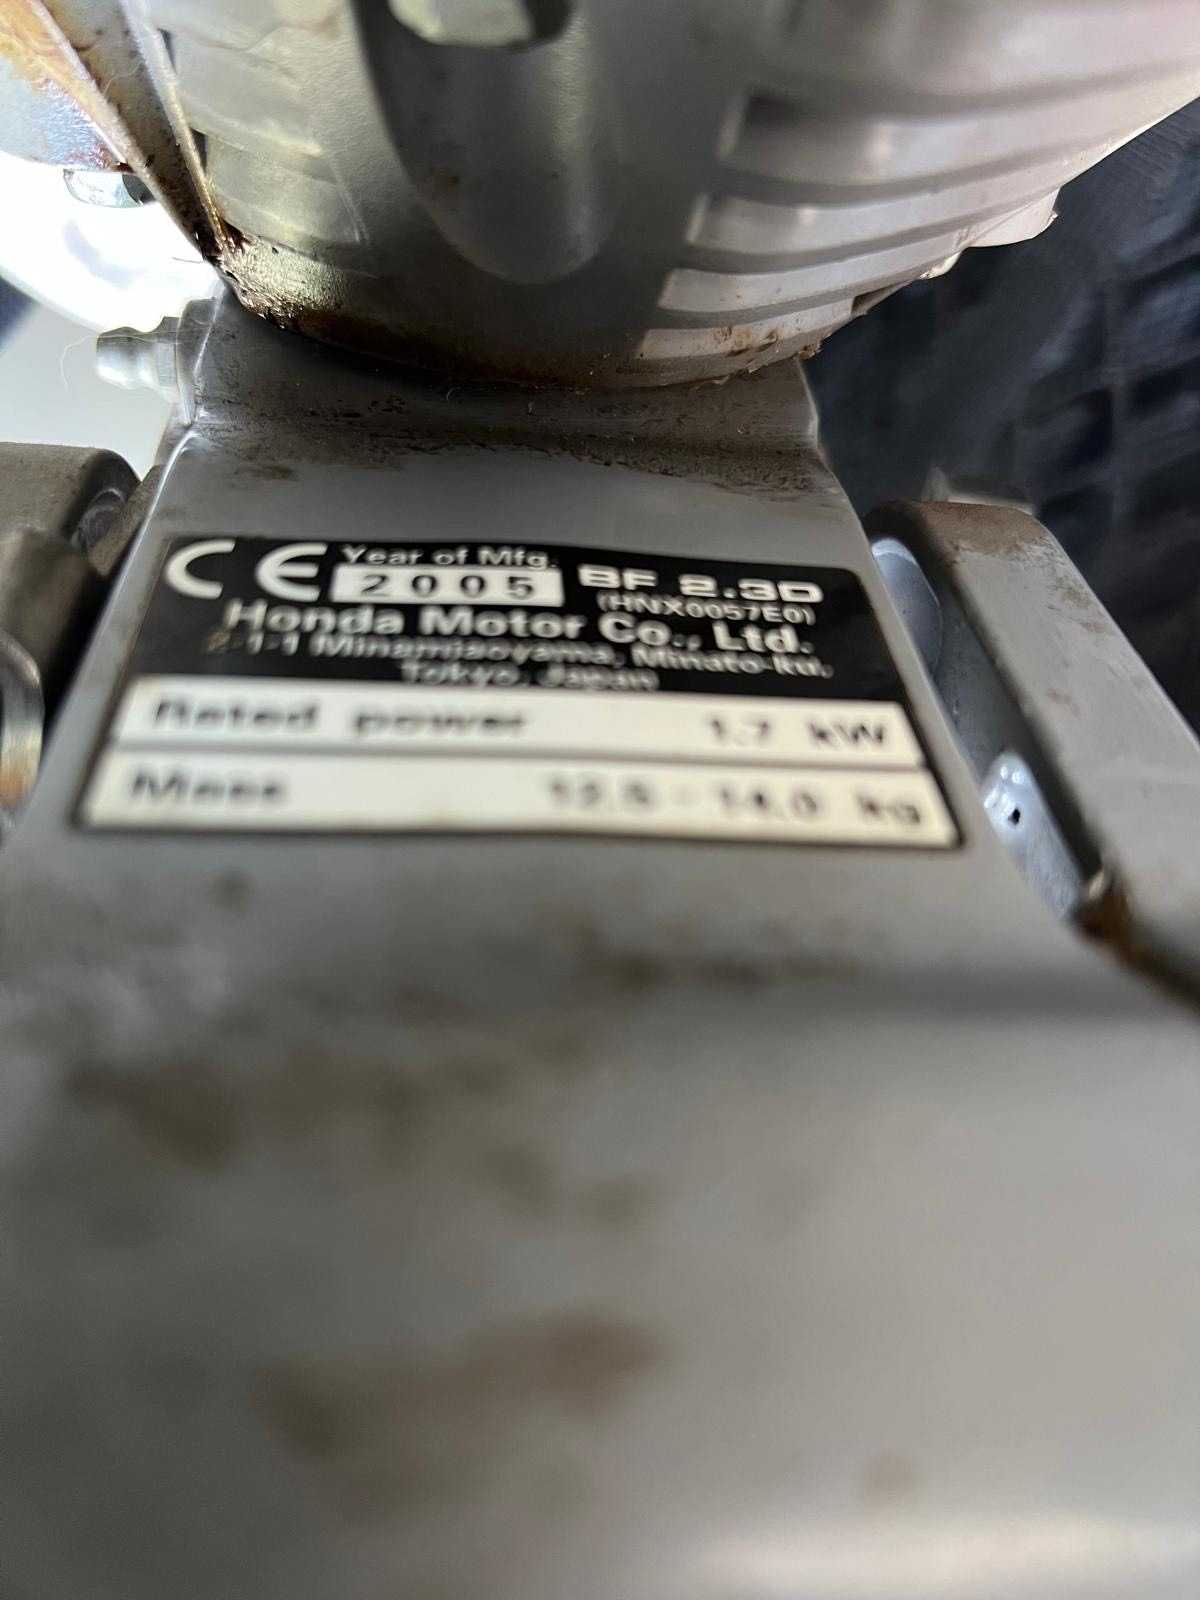 CE Year of Mfg. BF 2.3D
2005 (HNX0057E0)
Honda Motor Co., Ltd.
2-1-1 Minamiaoyama, Minato-ku,
Tokyo, Japan
Rated power 1.7 kW
Mass 12.5 - 14.0 kg